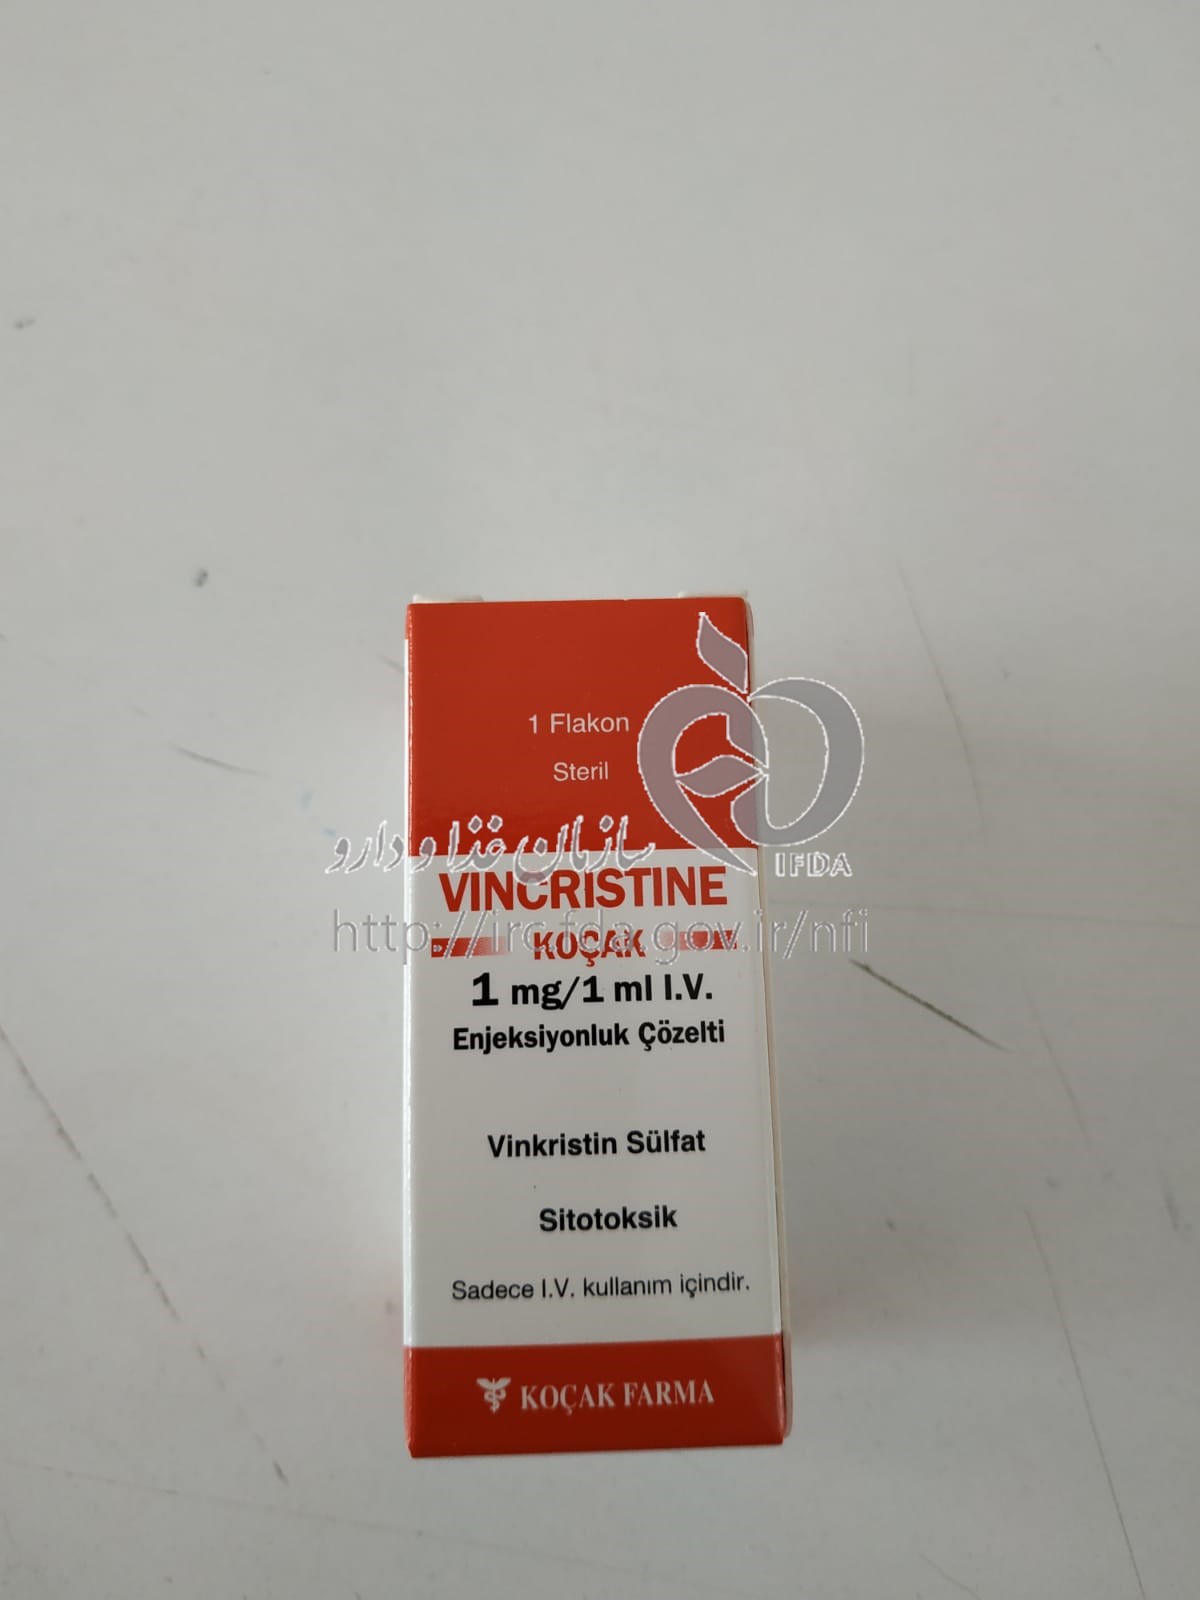 1 Flakon
Steril
IFDA
سازمان غذا و دارو
VINCRISTINE
http://irc.fda.gov.ir/nfi
KOÇAK
1 mg/1 ml I.V.
Enjeksiyonluk Çözelti
Vinkristin Sülfat
Sitotoksik
Sadece I.V. kullanım içindir.
KOÇAK FARMA